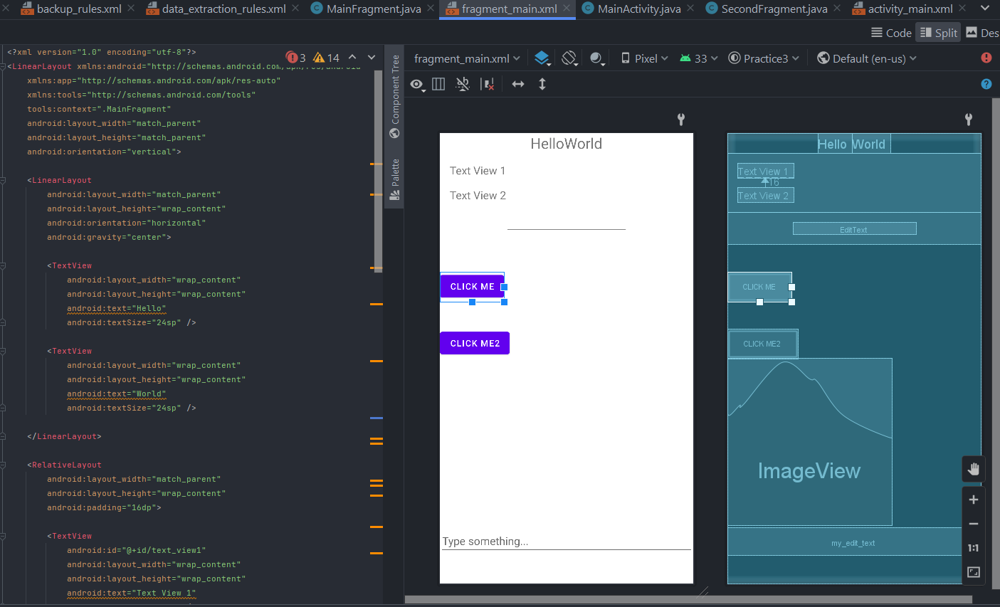 backup_rules.xml data_extraction_rules.xml MainFragment.java fragment_main.xml MainActivity.java SecondFragment.java activity_main.xml
Code Split Des
<?xml version="1.0" encoding="utf-8"?>
3 14
<LinearLayout xmlns:android="http://schemas.android.com/apk/res/android"
xmlns:app="http://schemas.android.com/apk/res-auto"
xmlns:tools="http://schemas.android.com/tools"
tools:context=".MainFragment"
android:layout_width="match_parent"
android:layout_height="match_parent"
android:orientation="vertical">
<LinearLayout
android:layout_width="match_parent"
android:layout_height="wrap_content"
android:orientation="horizontal"
android:gravity="center">
<TextView
android:layout_width="wrap_content"
android:layout_height="wrap_content"
android:text="Hello"
android:textSize="24sp" />
<TextView
android:layout_width="wrap_content"
android:layout_height="wrap_content"
android:text="World"
android:textSize="24sp" />
</LinearLayout>
<RelativeLayout
android:layout_width="match_parent"
android:layout_height="wrap_content"
android:padding="16dp">
<TextView
android:id="@+id/text_view1"
android:layout_width="wrap_content"
android:layout_height="wrap_content"
android:text="Text View 1"
Component Tree
Palette
fragment_main.xml Pixel 33 Practice3 Default (en-us)
HelloWorld
Text View 1
Text View 2
CLICK ME
CLICK ME2
Type something...
Hello World
Text View 1
16
Text View 2
EditText
CLICK ME
CLICK ME2
ImageView
my_edit_text
1:1